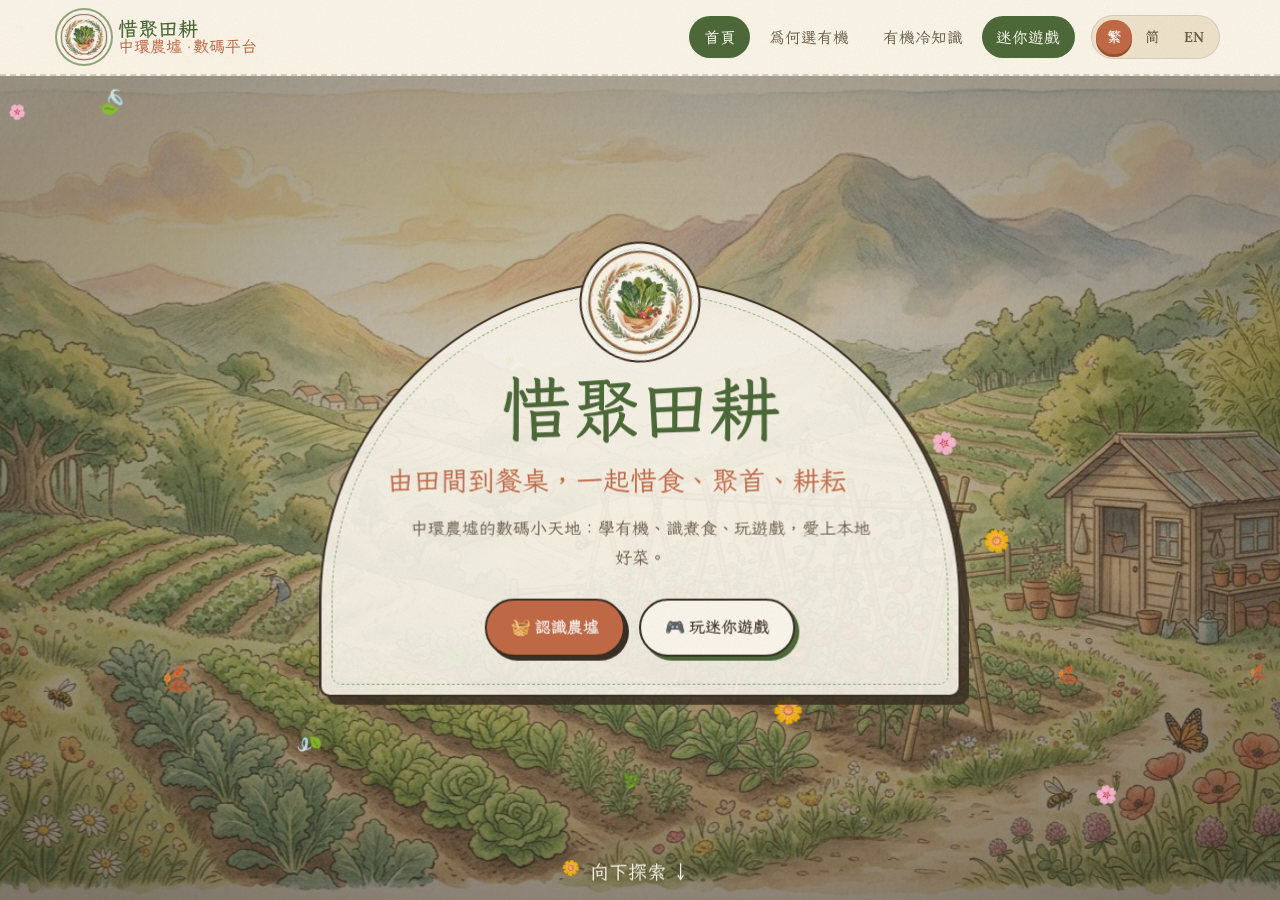 惜聚田耕
中環農墟·數碼平台
首頁
為何選有機
有機冷知識
迷你遊戲
繁
简
EN
惜聚田耕
由田間到餐桌，一起惜食、聚首、耕耘
中環農墟的數碼小天地：學有機、識煮食、玩遊戲，愛上本地
好菜。
認識農墟
玩迷你遊戲
向下探索 ↓